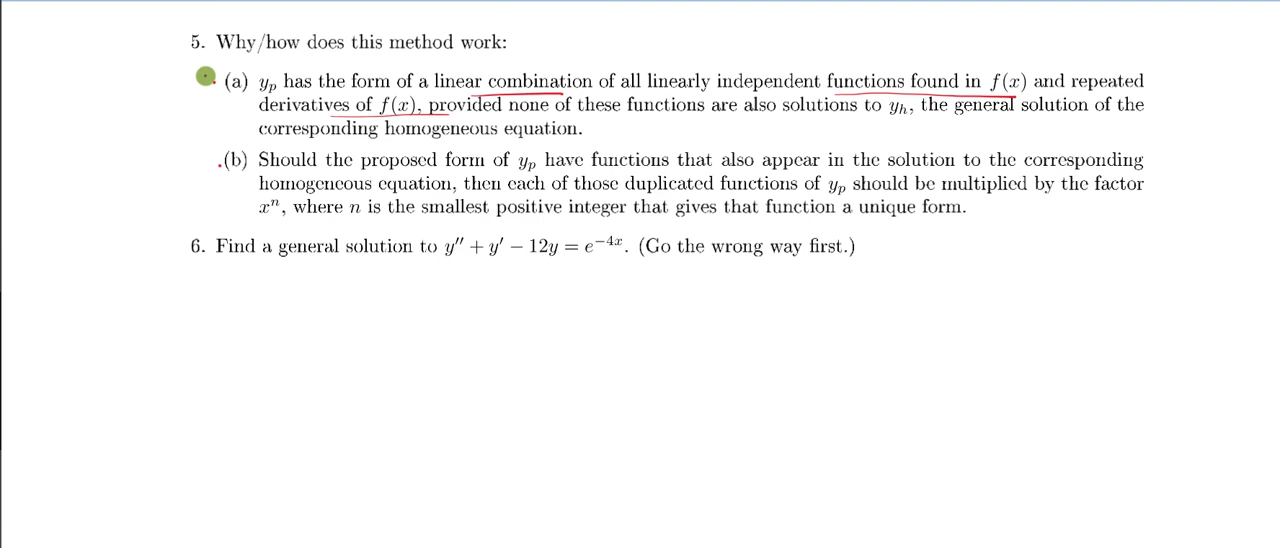 5. Why/how does this method work:
(a) yₚ has the form of a linear combination of all linearly independent functions found in f(x) and repeated
derivatives of f(x), provided none of these functions are also solutions to yₕ, the general solution of the
corresponding homogeneous equation.
(b) Should the proposed form of yₚ have functions that also appear in the solution to the corresponding
homogeneous equation, then each of those duplicated functions of yₚ should be multiplied by the factor
xⁿ, where n is the smallest positive integer that gives that function a unique form.
6. Find a general solution to y″ + y′ − 12y = e⁻⁴ˣ. (Go the wrong way first.)